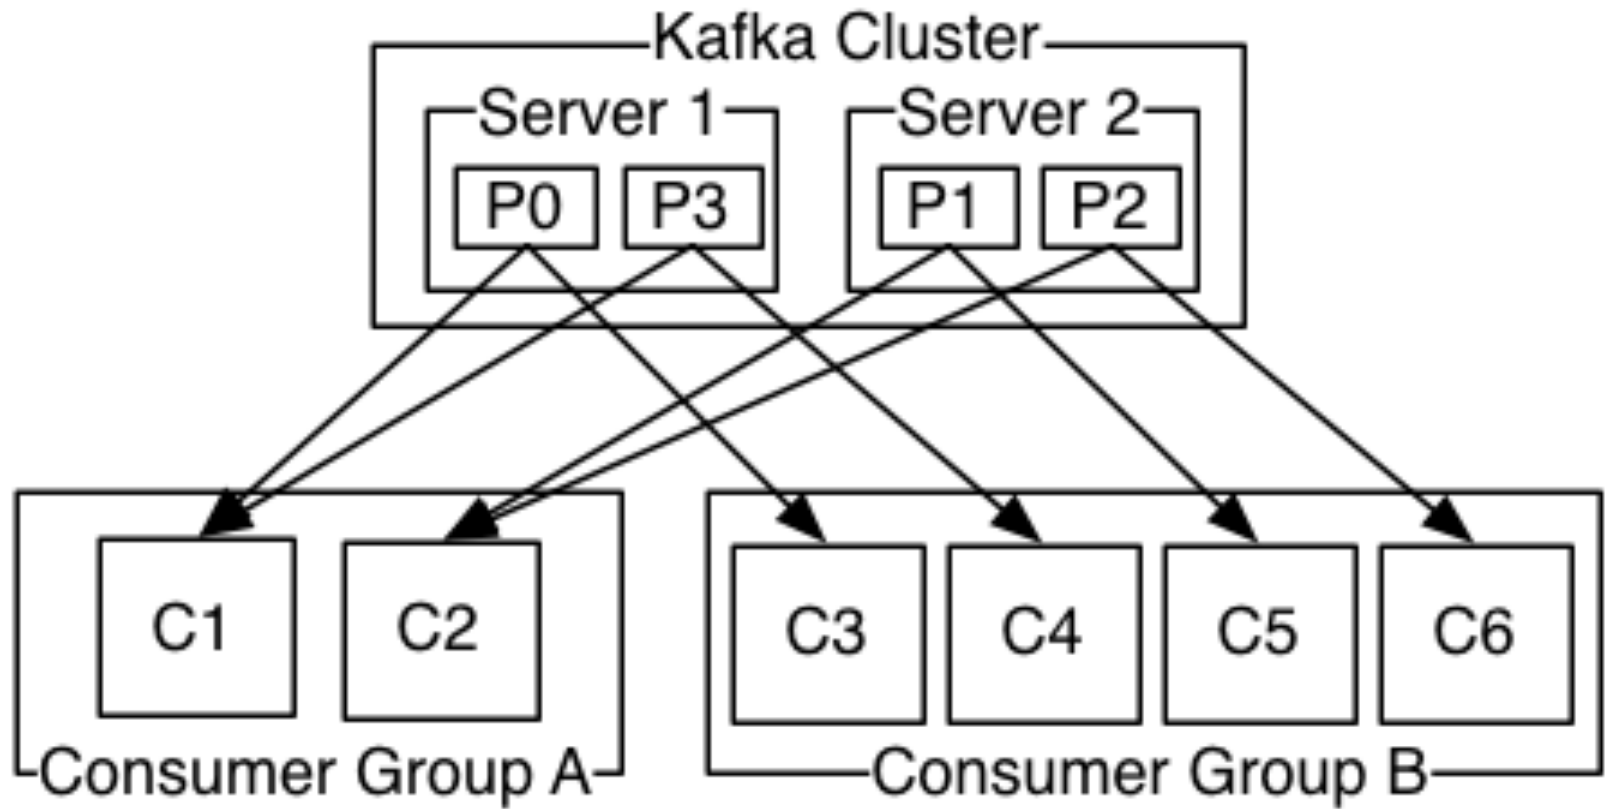 Kafka Cluster
Server 1 Server 2
P0 P3 P1 P2
C1 C2 C3 C4 C5 C6
Consumer Group A Consumer Group B